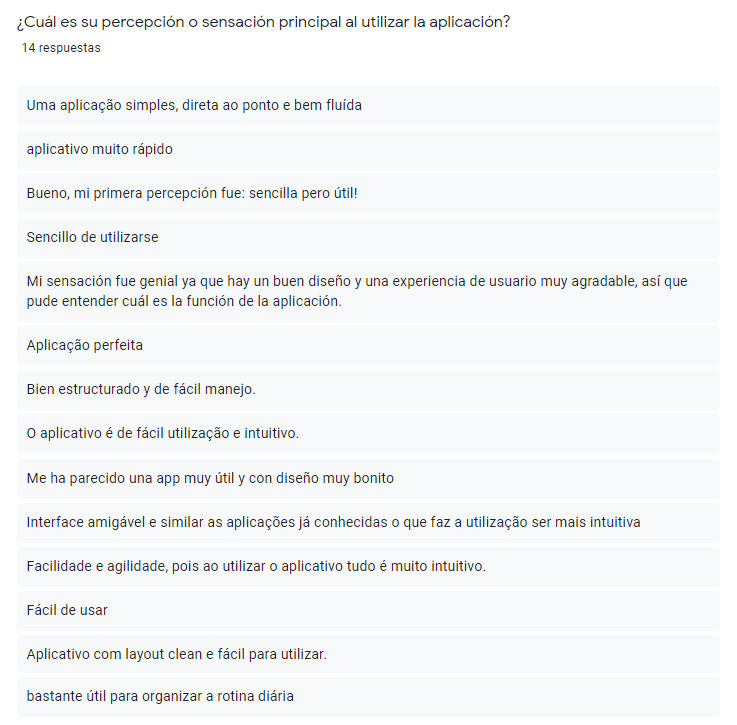 ¿Cuál es su percepción o sensación principal al utilizar la aplicación?
14 respuestas
Uma aplicação simples, direta ao ponto e bem fluída
aplicativo muito rápido
Bueno, mi primera percepción fue: sencilla pero útil!
Sencillo de utilizarse
Mi sensación fue genial ya que hay un buen diseño y una experiencia de usuario muy agradable, así que
pude entender cuál es la función de la aplicación.
Aplicação perfeita
Bien estructurado y de fácil manejo.
O aplicativo é de fácil utilização e intuitivo.
Me ha parecido una app muy útil y con diseño muy bonito
Interface amigável e similar as aplicações já conhecidas o que faz a utilização ser mais intuitiva
Facilidade e agilidade, pois ao utilizar o aplicativo tudo é muito intuitivo.
Fácil de usar
Aplicativo com layout clean e fácil para utilizar.
bastante útil para organizar a rotina diária